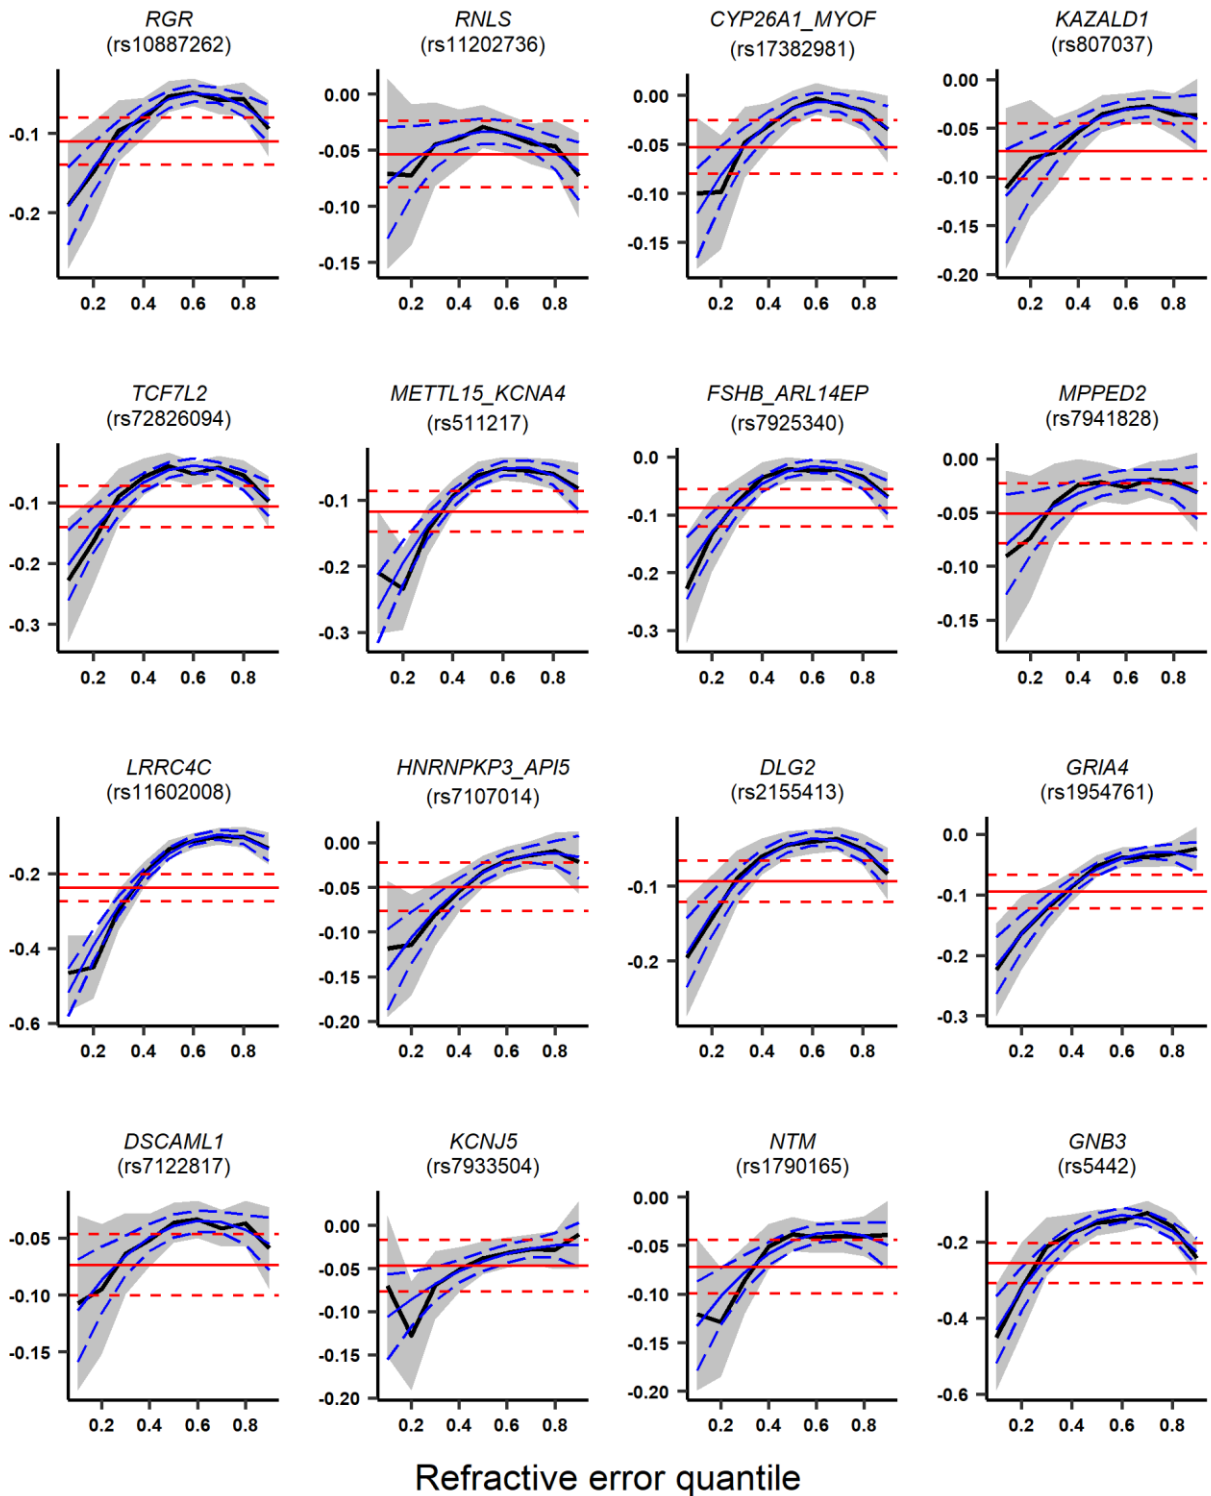 RGR
(rs10887262)
RNLS
(rs11202736)
CYP26A1_MYOF
(rs17382981)
KAZALD1
(rs807037)
-0.1
-0.2
0.2 0.4 0.6 0.8
0.00
-0.05
-0.10
-0.15
0.2 0.4 0.6 0.8
0.00
-0.05
-0.10
-0.15
0.2 0.4 0.6 0.8
0.00
-0.05
-0.10
-0.15
-0.20
0.2 0.4 0.6 0.8
TCF7L2
(rs72826094)
METTL15_KCNA4
(rs511217)
FSHB_ARL14EP
(rs7925340)
MPPED2
(rs7941828)
-0.1
-0.2
-0.3
0.2 0.4 0.6 0.8
-0.1
-0.2
-0.3
0.2 0.4 0.6 0.8
0.0
-0.1
-0.2
-0.3
0.2 0.4 0.6 0.8
0.00
-0.05
-0.10
-0.15
0.2 0.4 0.6 0.8
LRRC4C
(rs11602008)
HNRNPKP3_API5
(rs7107014)
DLG2
(rs2155413)
GRIA4
(rs1954761)
-0.2
-0.4
-0.6
0.2 0.4 0.6 0.8
0.00
-0.05
-0.10
-0.15
-0.20
0.2 0.4 0.6 0.8
-0.1
-0.2
0.2 0.4 0.6 0.8
0.0
-0.1
-0.2
-0.3
0.2 0.4 0.6 0.8
DSCAML1
(rs7122817)
KCNJ5
(rs7933504)
NTM
(rs1790165)
GNB3
(rs5442)
-0.05
-0.10
-0.15
0.2 0.4 0.6 0.8
0.00
-0.05
-0.10
-0.15
-0.20
0.2 0.4 0.6 0.8
0.00
-0.05
-0.10
-0.15
-0.20
0.2 0.4 0.6 0.8
-0.2
-0.4
-0.6
0.2 0.4 0.6 0.8
Refractive error quantile